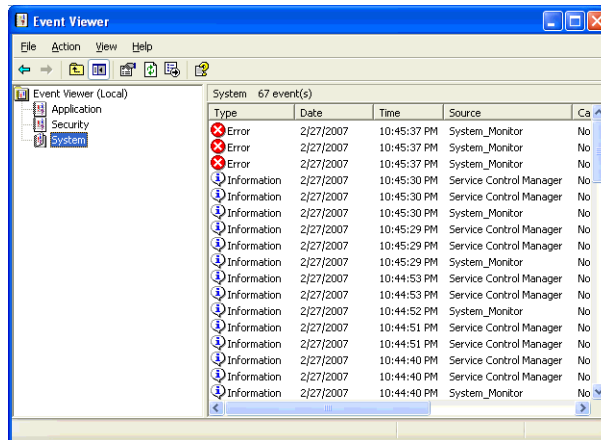 Event Viewer
File Action View Help
Event Viewer (Local)
Application
Security
System
System 67 event(s)
Type Date Time Source Ca
Error 2/27/2007 10:45:37 PM System_Monitor No
Error 2/27/2007 10:45:37 PM System_Monitor No
Error 2/27/2007 10:45:37 PM System_Monitor No
Information 2/27/2007 10:45:30 PM Service Control Manager No
Information 2/27/2007 10:45:30 PM Service Control Manager No
Information 2/27/2007 10:45:30 PM System_Monitor No
Information 2/27/2007 10:45:29 PM Service Control Manager No
Information 2/27/2007 10:45:29 PM Service Control Manager No
Information 2/27/2007 10:45:29 PM System_Monitor No
Information 2/27/2007 10:44:53 PM Service Control Manager No
Information 2/27/2007 10:44:53 PM Service Control Manager No
Information 2/27/2007 10:44:52 PM System_Monitor No
Information 2/27/2007 10:44:51 PM Service Control Manager No
Information 2/27/2007 10:44:51 PM Service Control Manager No
Information 2/27/2007 10:44:40 PM Service Control Manager No
Information 2/27/2007 10:44:40 PM Service Control Manager No
Information 2/27/2007 10:44:40 PM System_Monitor No